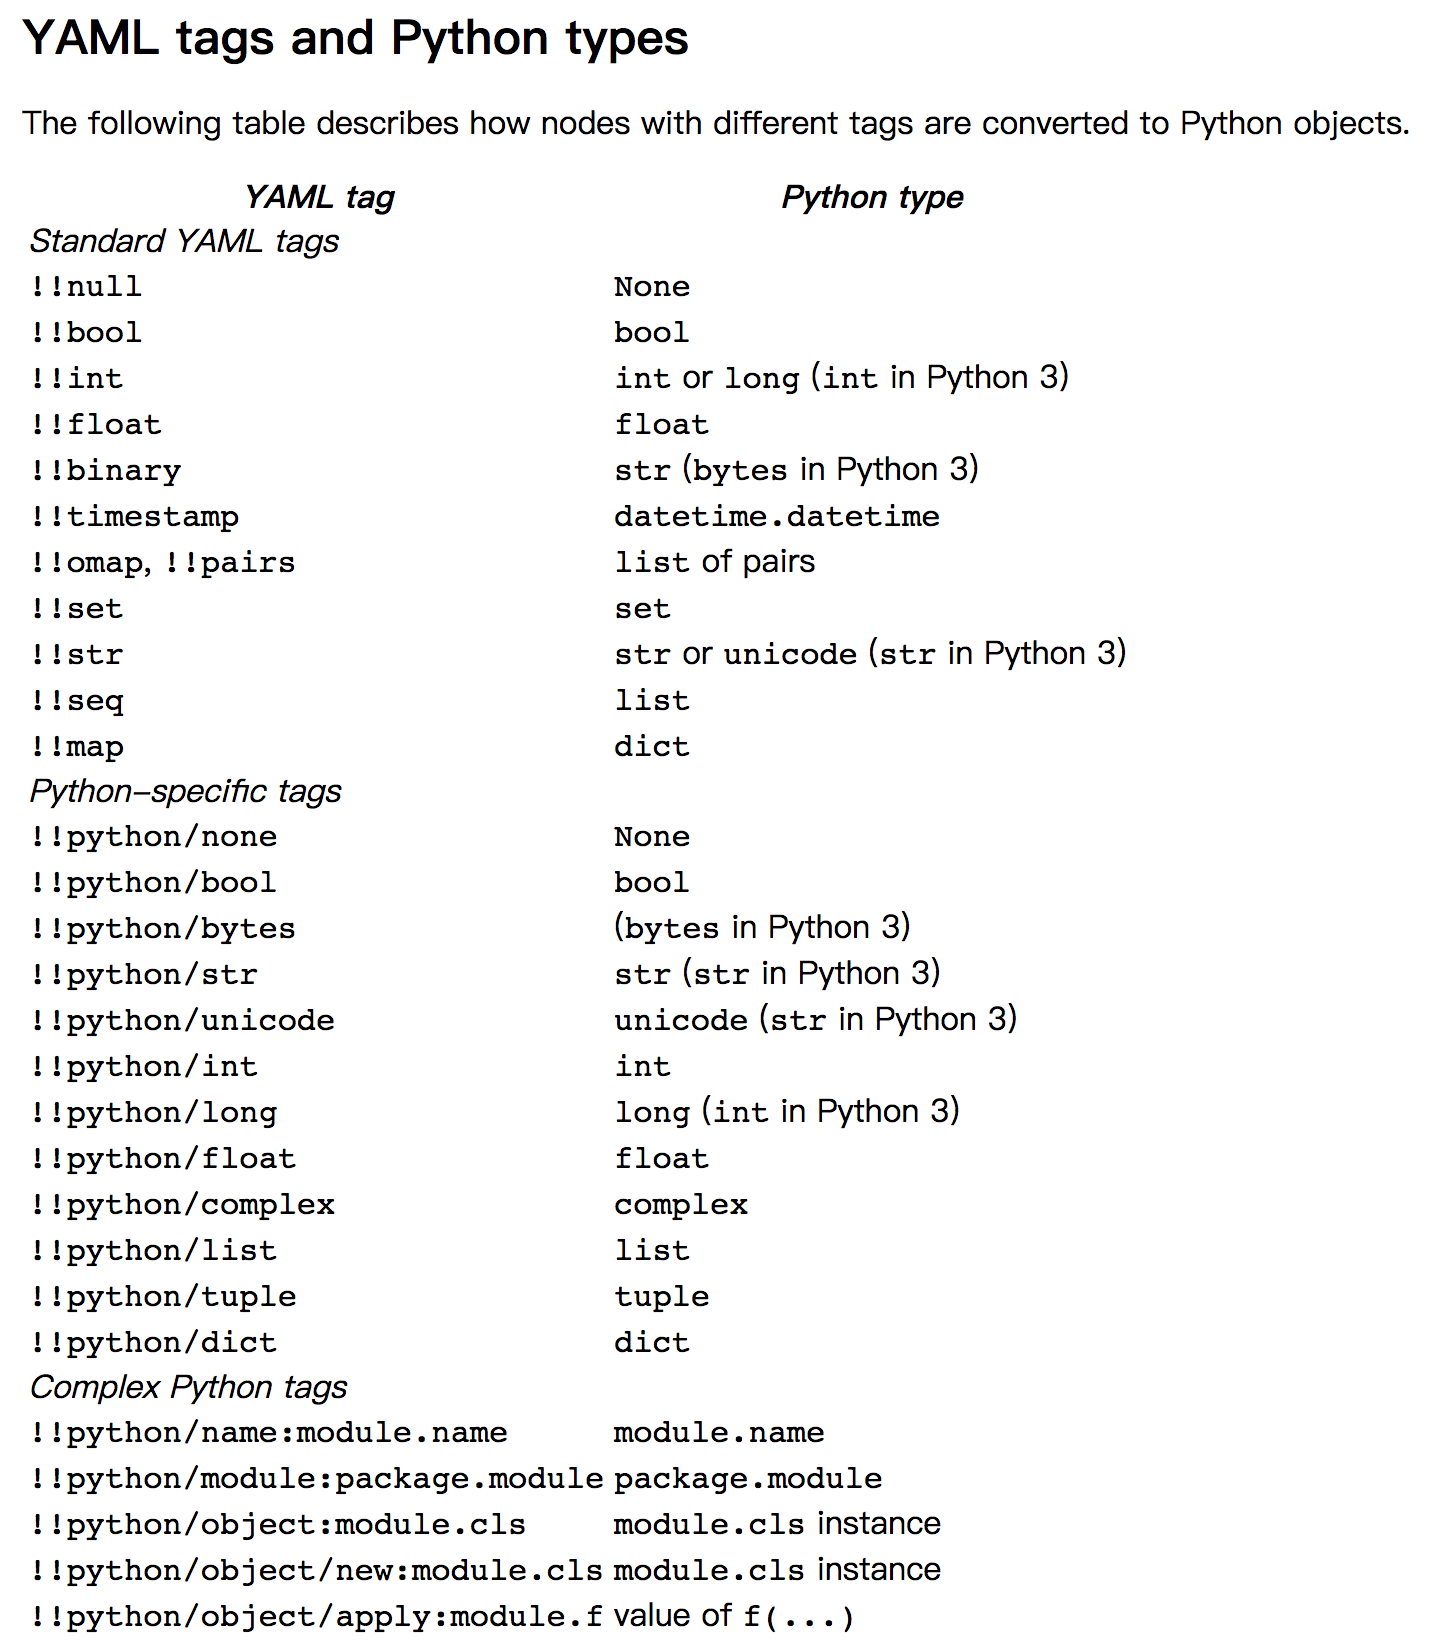 YAML tags and Python types
The following table describes how nodes with different tags are converted to Python objects.
YAML tag Python type
Standard YAML tags
!!null None
!!bool bool
!!int int or long (int in Python 3)
!!float float
!!binary str (bytes in Python 3)
!!timestamp datetime.datetime
!!omap, !!pairs list of pairs
!!set set
!!str str or unicode (str in Python 3)
!!seq list
!!map dict
Python-specific tags
!!python/none None
!!python/bool bool
!!python/bytes (bytes in Python 3)
!!python/str str (str in Python 3)
!!python/unicode unicode (str in Python 3)
!!python/int int
!!python/long long (int in Python 3)
!!python/float float
!!python/complex complex
!!python/list list
!!python/tuple tuple
!!python/dict dict
Complex Python tags
!!python/name:module.name module.name
!!python/module:package.module package.module
!!python/object:module.cls module.cls instance
!!python/object/new:module.cls module.cls instance
!!python/object/apply:module.f value of f(...)